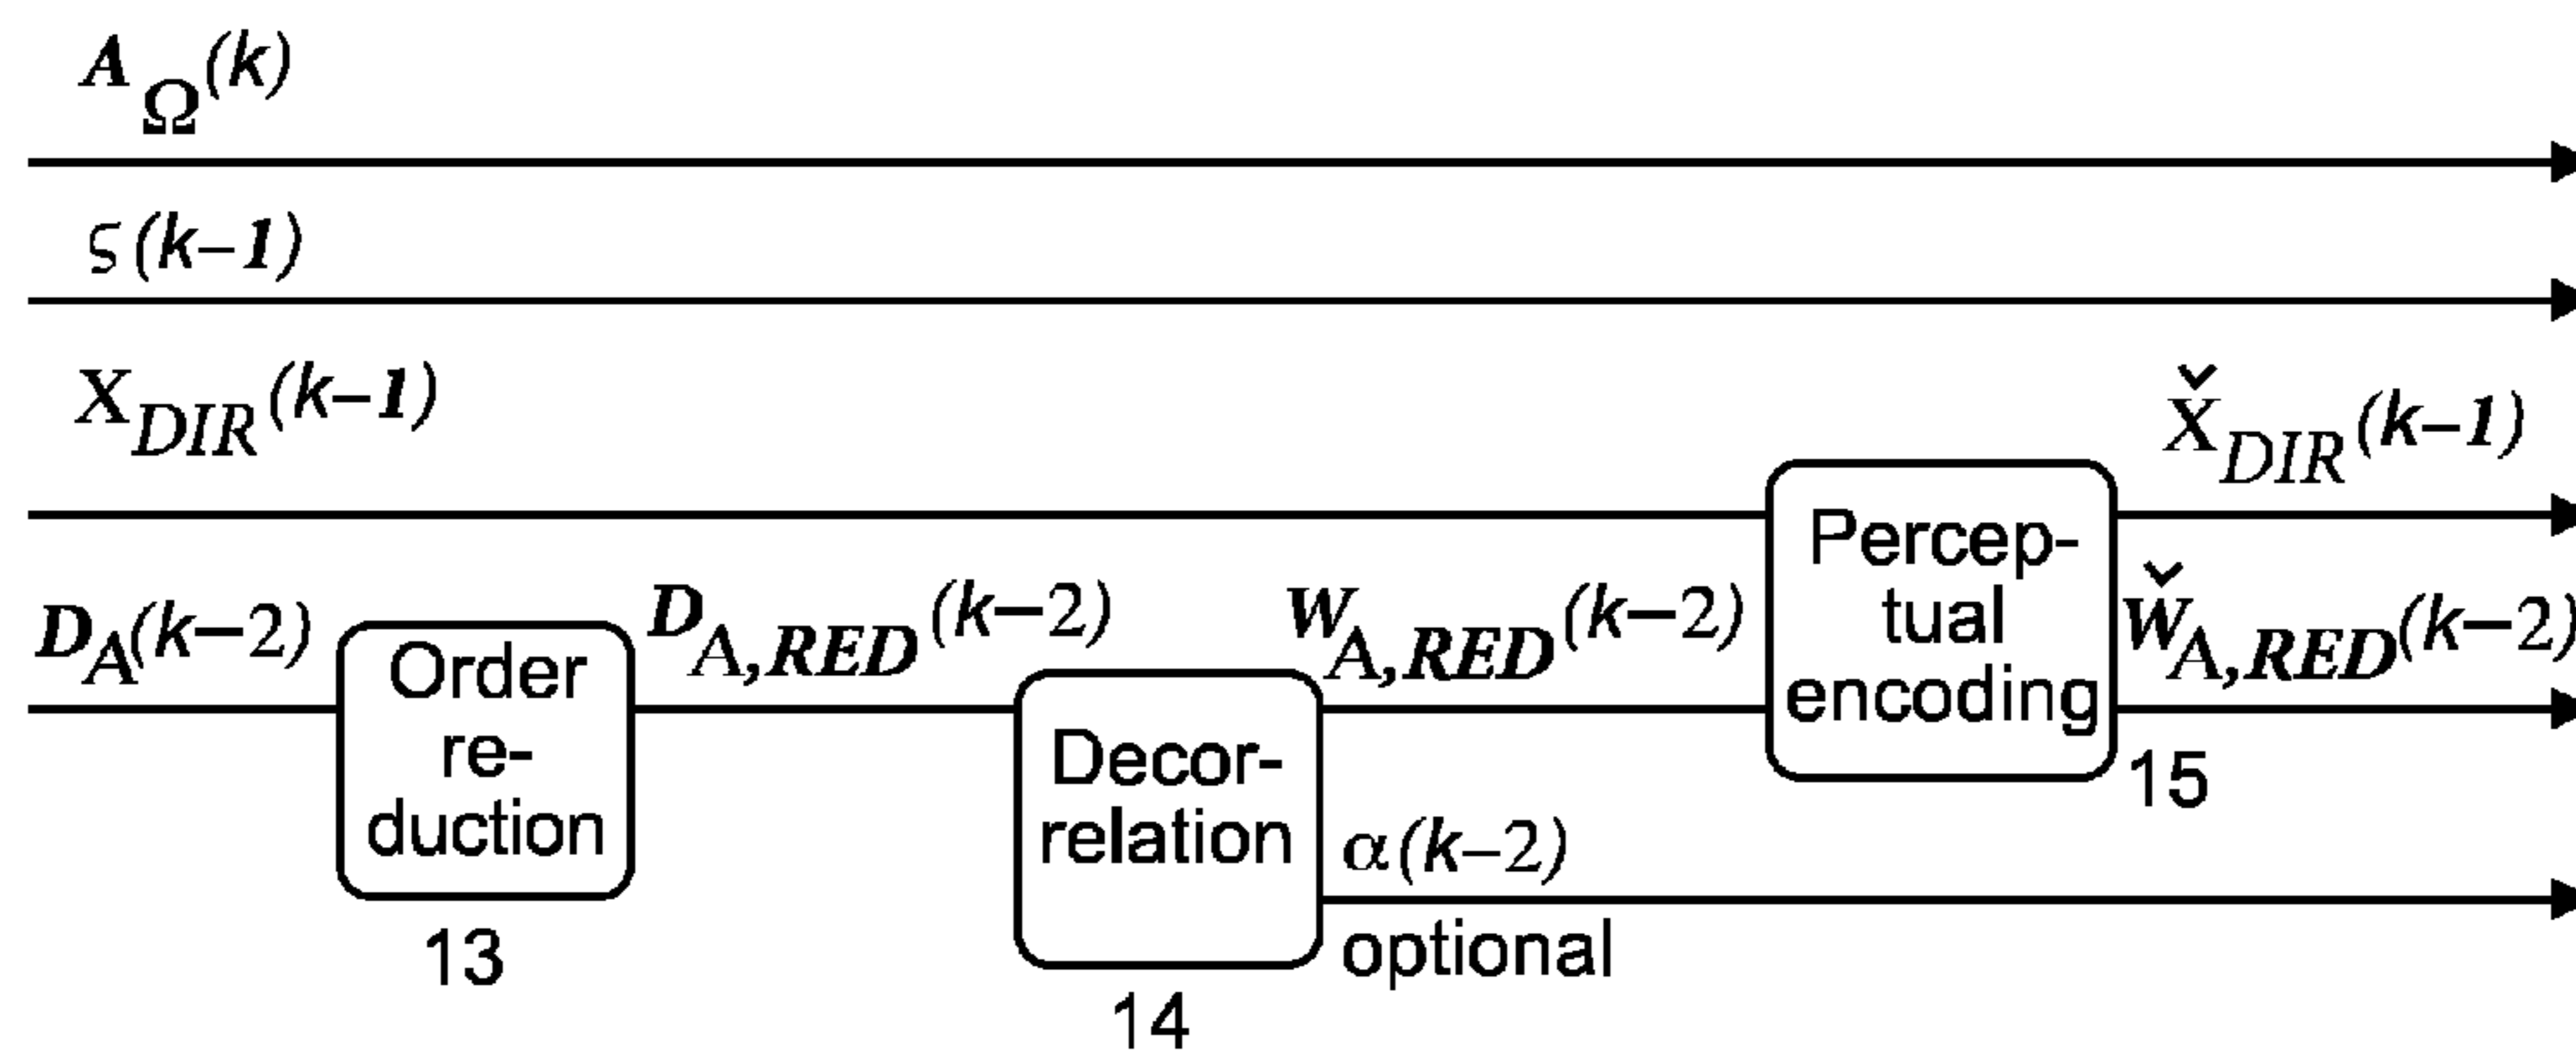 A_Ω(k)
ς(k–1)
X_DIR(k–1)
X̌_DIR(k–1)
D_A(k–2)
Order
re-
duction
13
D_A,RED(k–2)
Decor-
relation
14
W_A,RED(k–2)
α(k–2)
optional
Percep-
tual
encoding
15
W̌_A,RED(k–2)